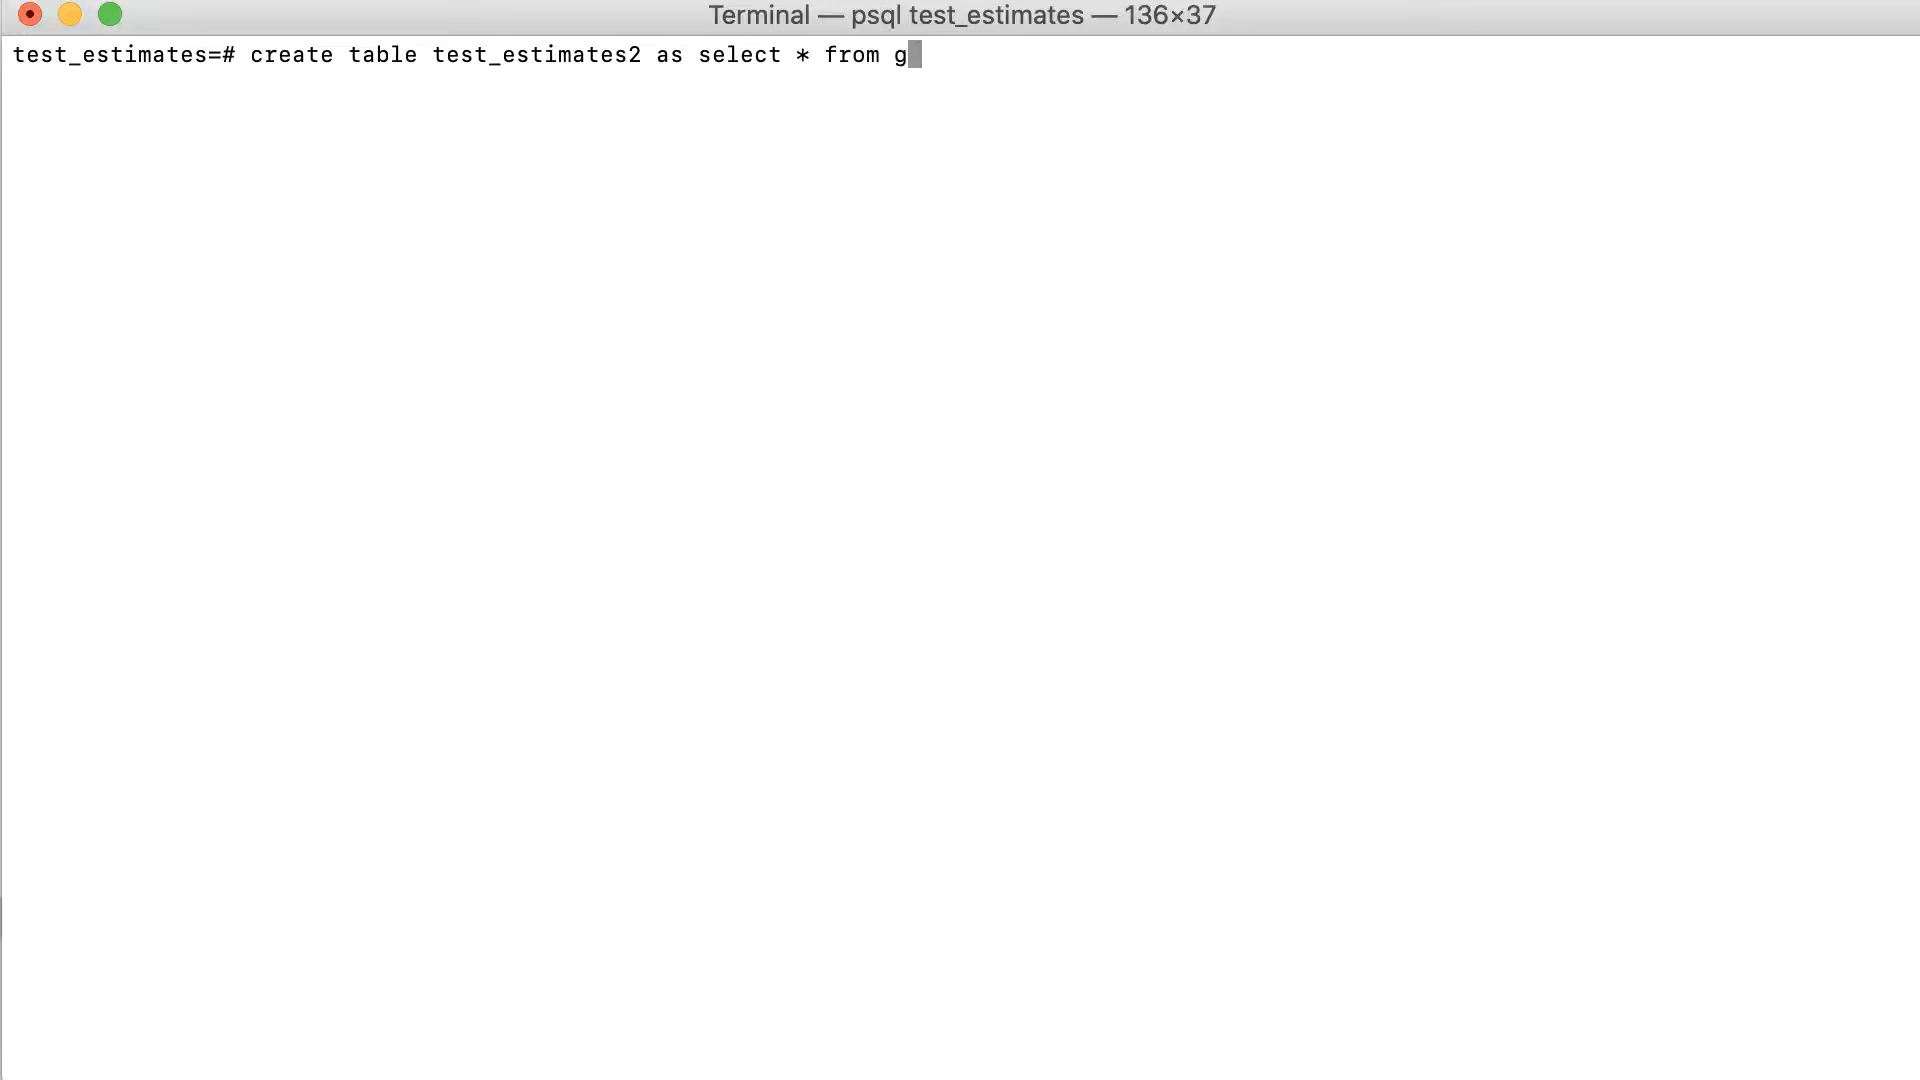 Terminal — psql test_estimates — 136×37
test_estimates=# create table test_estimates2 as select * from g